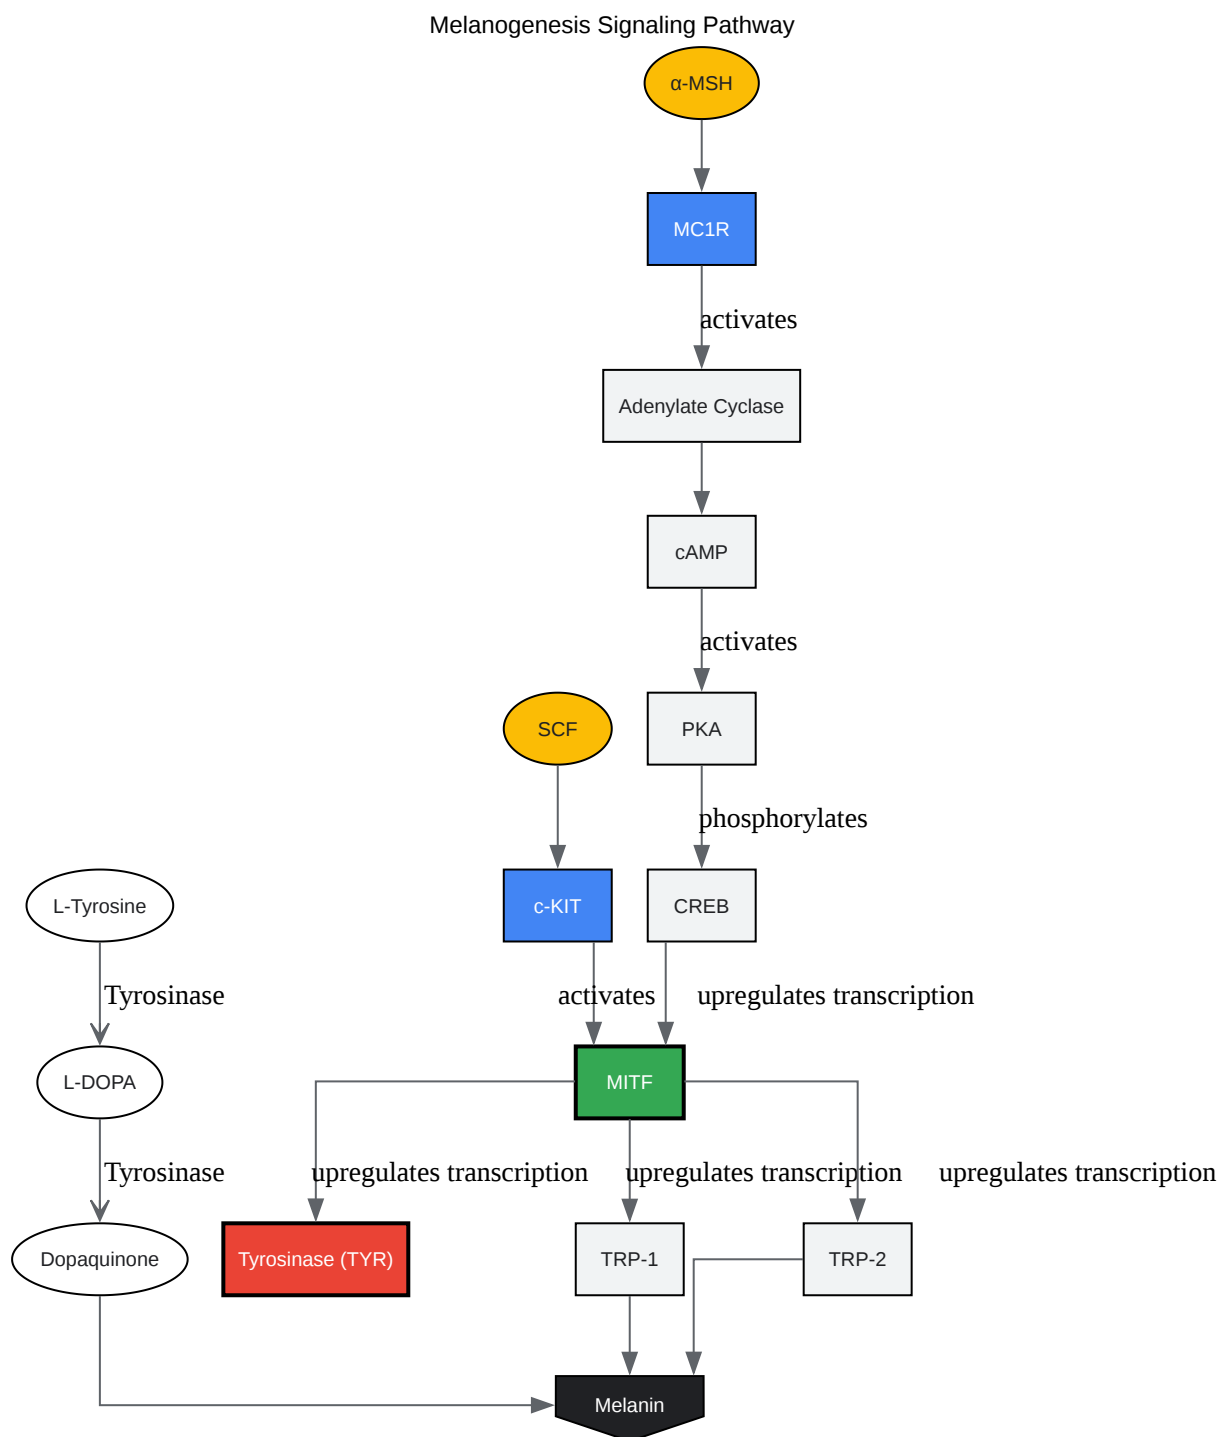 Melanogenesis Signaling Pathway
α-MSH
MC1R
activates
Adenylate Cyclase
cAMP
activates
SCF
PKA
phosphorylates
L-Tyrosine
c-KIT
CREB
Tyrosinase
activates
upregulates transcription
L-DOPA
MITF
Tyrosinase
upregulates transcription
upregulates transcription
upregulates transcription
Dopaquinone
Tyrosinase (TYR)
TRP-1
TRP-2
Melanin